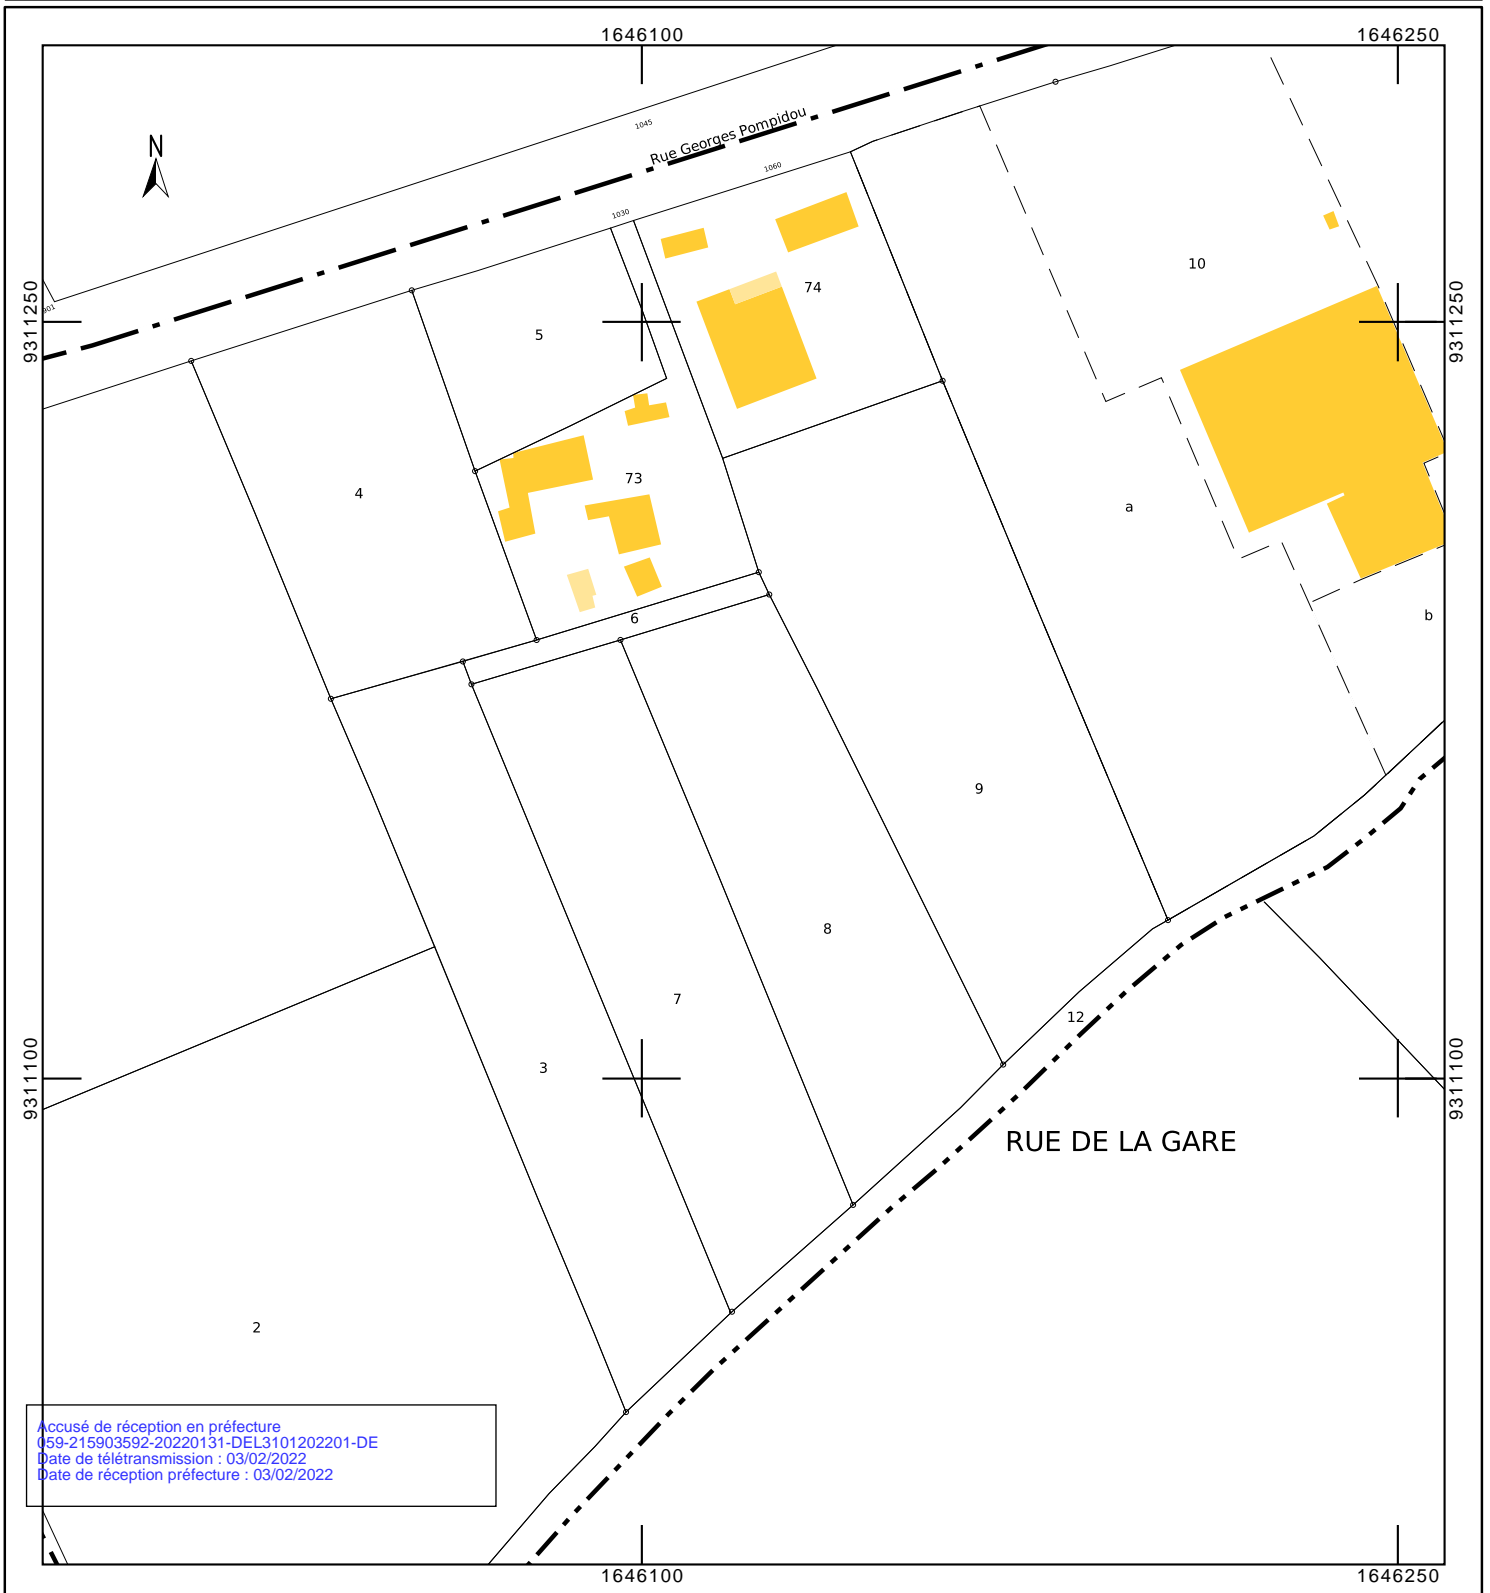 1646100
1646250
N
1045
Rue Georges Pompidou
1060
1030
10
74
901
9311250
9311250
5
73
4
a
6
b
9
8
7
12
3
9311100
9311100
RUE DE LA GARE
2
Accusé de réception en préfecture
059-215903592-20220131-DEL3101202201-DE
Date de télétransmission : 03/02/2022
Date de réception préfecture : 03/02/2022
1646100
1646250